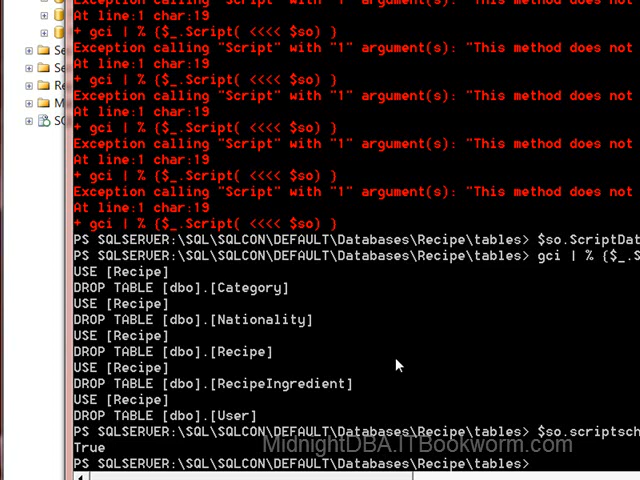 Exception calling "Script" with "1" argument(s): "This method does not
At line:1 char:19
+ gci | % {$_.Script( <<<< $so) }
Exception calling "Script" with "1" argument(s): "This method does not
At line:1 char:19
+ gci | % {$_.Script( <<<< $so) }
Exception calling "Script" with "1" argument(s): "This method does not
At line:1 char:19
+ gci | % {$_.Script( <<<< $so) }
Exception calling "Script" with "1" argument(s): "This method does not
At line:1 char:19
+ gci | % {$_.Script( <<<< $so) }
Exception calling "Script" with "1" argument(s): "This method does not
At line:1 char:19
+ gci | % {$_.Script( <<<< $so) }
PS SQLSERVER:\SQL\SQLCON\DEFAULT\Databases\Recipe\tables> $so.ScriptDat
PS SQLSERVER:\SQL\SQLCON\DEFAULT\Databases\Recipe\tables> gci | % {$_.S
USE [Recipe]
DROP TABLE [dbo].[Category]
USE [Recipe]
DROP TABLE [dbo].[Nationality]
USE [Recipe]
DROP TABLE [dbo].[Recipe]
USE [Recipe]
DROP TABLE [dbo].[RecipeIngredient]
USE [Recipe]
DROP TABLE [dbo].[User]
PS SQLSERVER:\SQL\SQLCON\DEFAULT\Databases\Recipe\tables> $so.scriptsch
True
PS SQLSERVER:\SQL\SQLCON\DEFAULT\Databases\Recipe\tables>
Se
Se
Re
M
MidnightDBA.ITBookworm.com